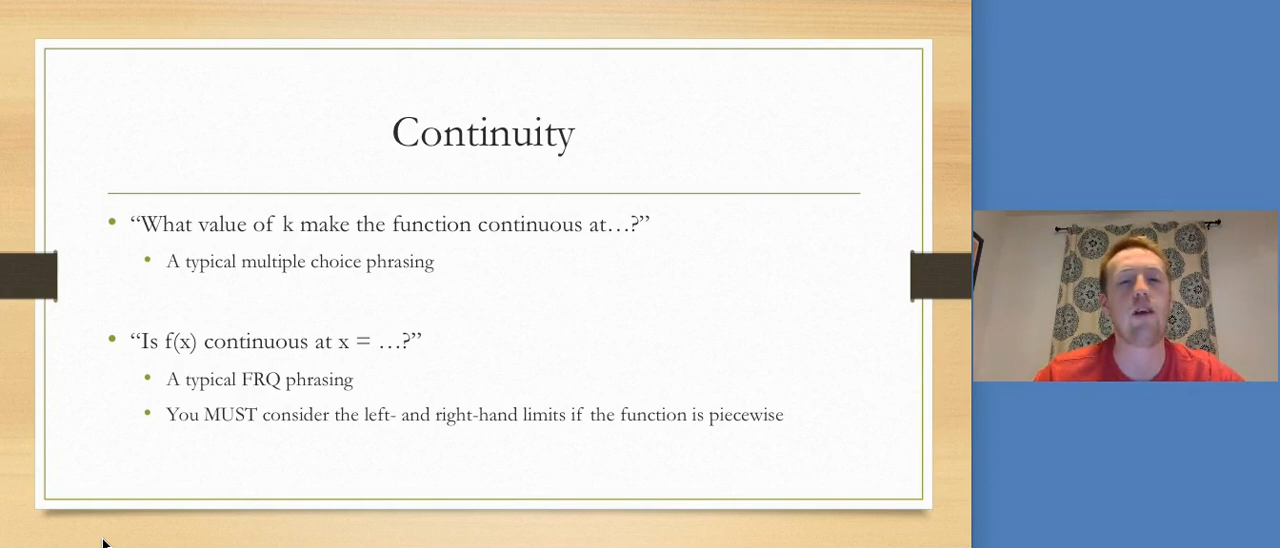 Continuity
• “What value of k make the function continuous at…?”
• A typical multiple choice phrasing
• “Is f(x) continuous at x = …?”
• A typical FRQ phrasing
• You MUST consider the left- and right-hand limits if the function is piecewise